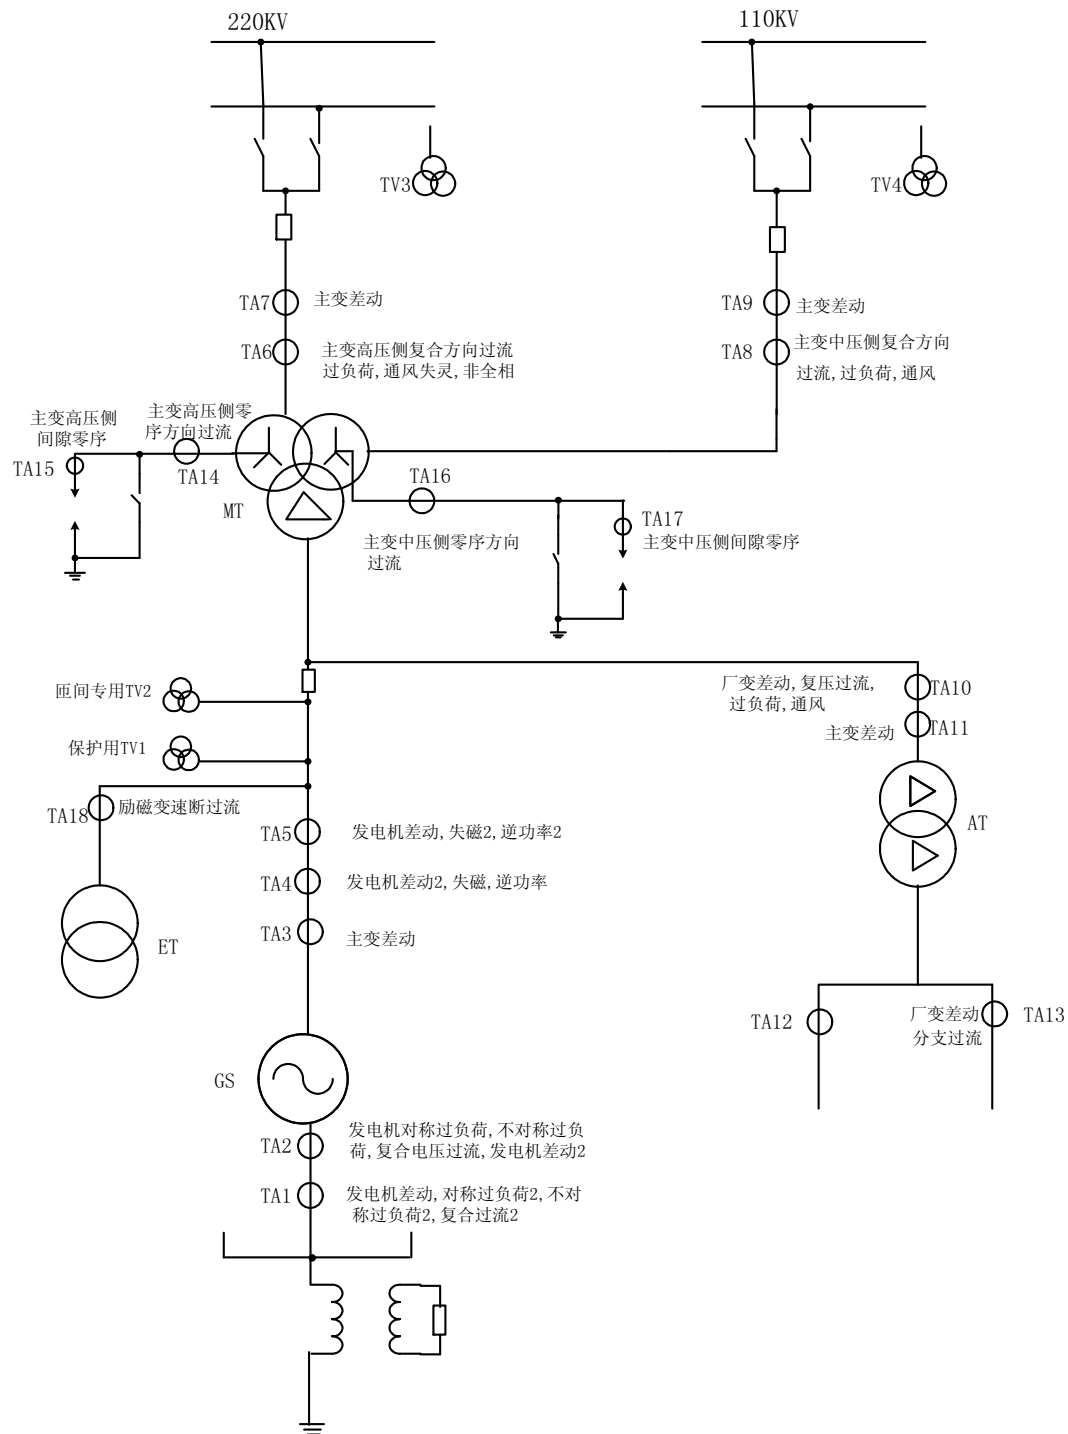 220KV
110KV
TV3
TV4
TA7
主变差动
TA9
主变差动
TA6
主变高压侧复合方向过流
过负荷,通风失灵,非全相
TA8
主变中压侧复合方向
过流,过负荷,通风
主变高压侧
间隙零序
TA15
主变高压侧零
序方向过流
TA14
MT
TA16
主变中压侧零序方向
过流
TA17
主变中压侧间隙零序
匝间专用TV2
保护用TV1
厂变差动,复压过流,
过负荷,通风
TA10
主变差动
TA11
TA18
励磁变速断过流
TA5
发电机差动,失磁2,逆功率2
AT
TA4
发电机差动2,失磁,逆功率
TA3
主变差动
ET
TA12
厂变差动
分支过流
TA13
GS
TA2
发电机对称过负荷,不对称过负
荷,复合电压过流,发电机差动2
TA1
发电机差动,对称过负荷2,不对
称过负荷2,复合过流2